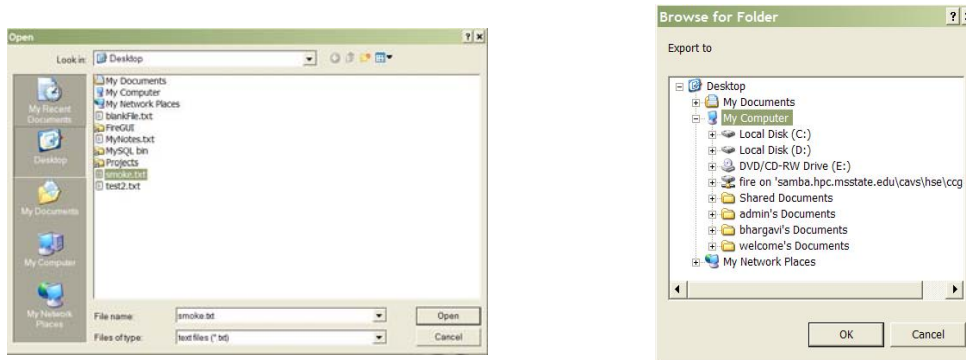 Open
Look in: Desktop
My Recent Documents
Desktop
My Documents
My Computer
My Network Places
My Documents
My Computer
My Network Places
blankFile.txt
FireGUI
MyNotes.txt
MySQL bin
Projects
smoke.txt
test2.txt
File name: smoke.txt Open
Files of type: text files (*.txt) Cancel
Browse for Folder
Export to
Desktop
My Documents
My Computer
Local Disk (C:)
Local Disk (D:)
DVD/CD-RW Drive (E:)
fire on 'samba.hpc.msstate.edu\cavs\hse\ccg
Shared Documents
admin's Documents
bhargavi's Documents
welcome's Documents
My Network Places
OK Cancel